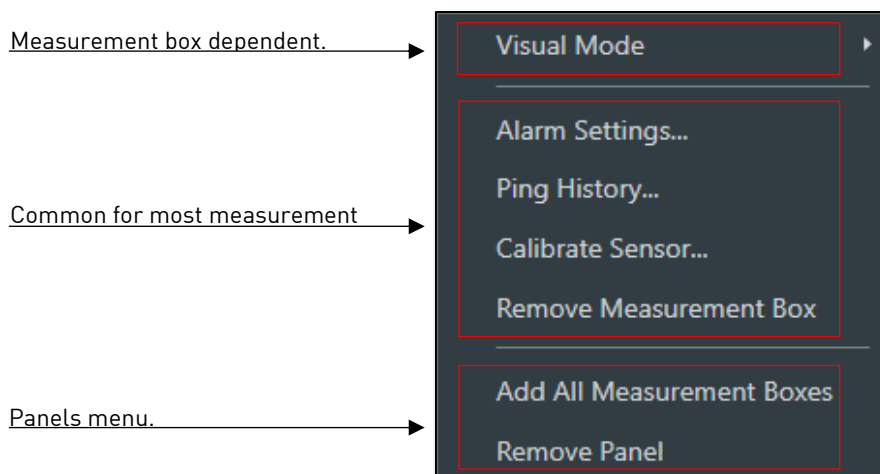 Measurement box dependent.
Visual Mode
Alarm Settings...
Ping History...
Common for most measurement
Calibrate Sensor...
Remove Measurement Box
Add All Measurement Boxes
Panels menu.
Remove Panel